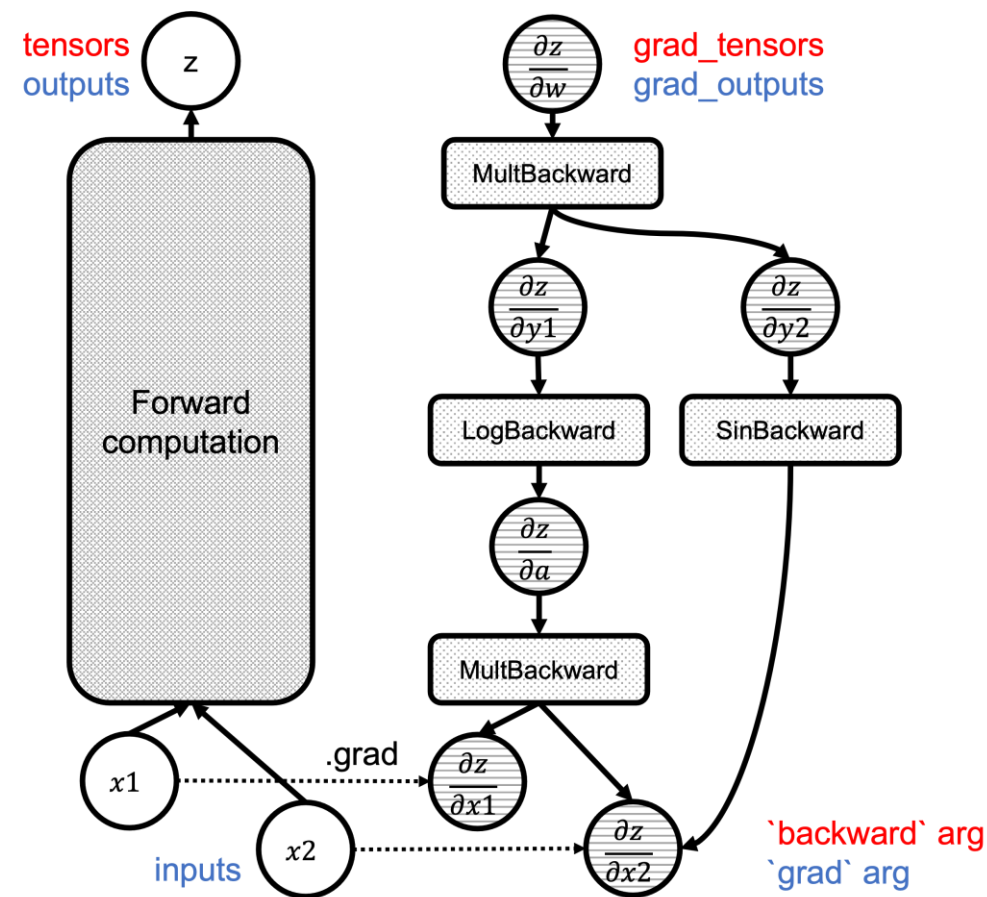 tensors
outputs
z
∂z
∂w
grad_tensors
grad_outputs
MultBackward
∂z
∂y1
∂z
∂y2
Forward
computation
LogBackward
SinBackward
∂z
∂a
MultBackward
.grad
x1
∂z
∂x1
inputs
x2
∂z
∂x2
`backward` arg
`grad` arg